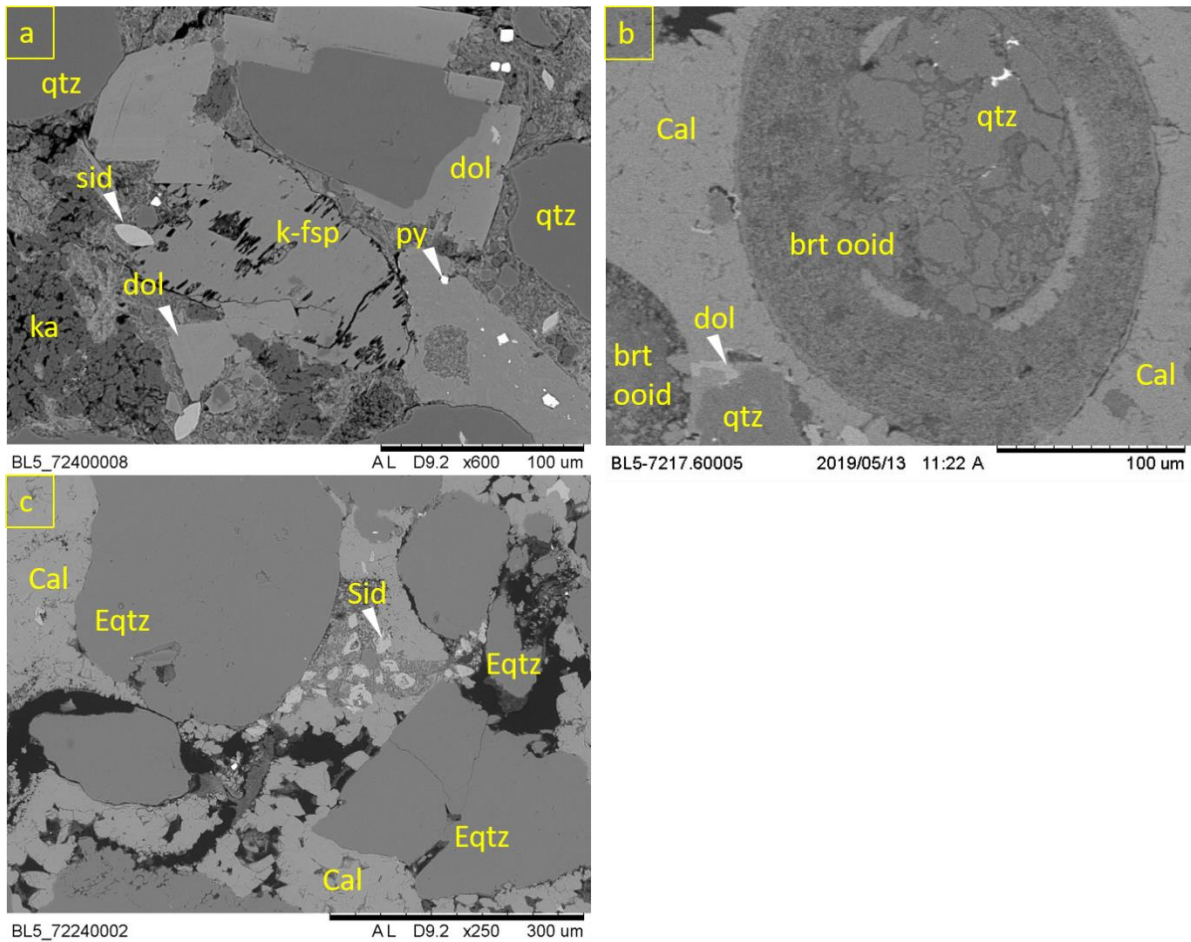 a
qtz
dol
sid
k-fsp
py
qtz
dol
ka
BL5_72400008 A L D9.2 x600 100 um
b
Cal
qtz
brt ooid
dol
brt
ooid
qtz
Cal
BL5-7217.60005 2019/05/13 11:22 A 100 um
c
Cal
Sid
Eqtz
Eqtz
Eqtz
Cal
BL5_72240002 A L D9.2 x250 300 um